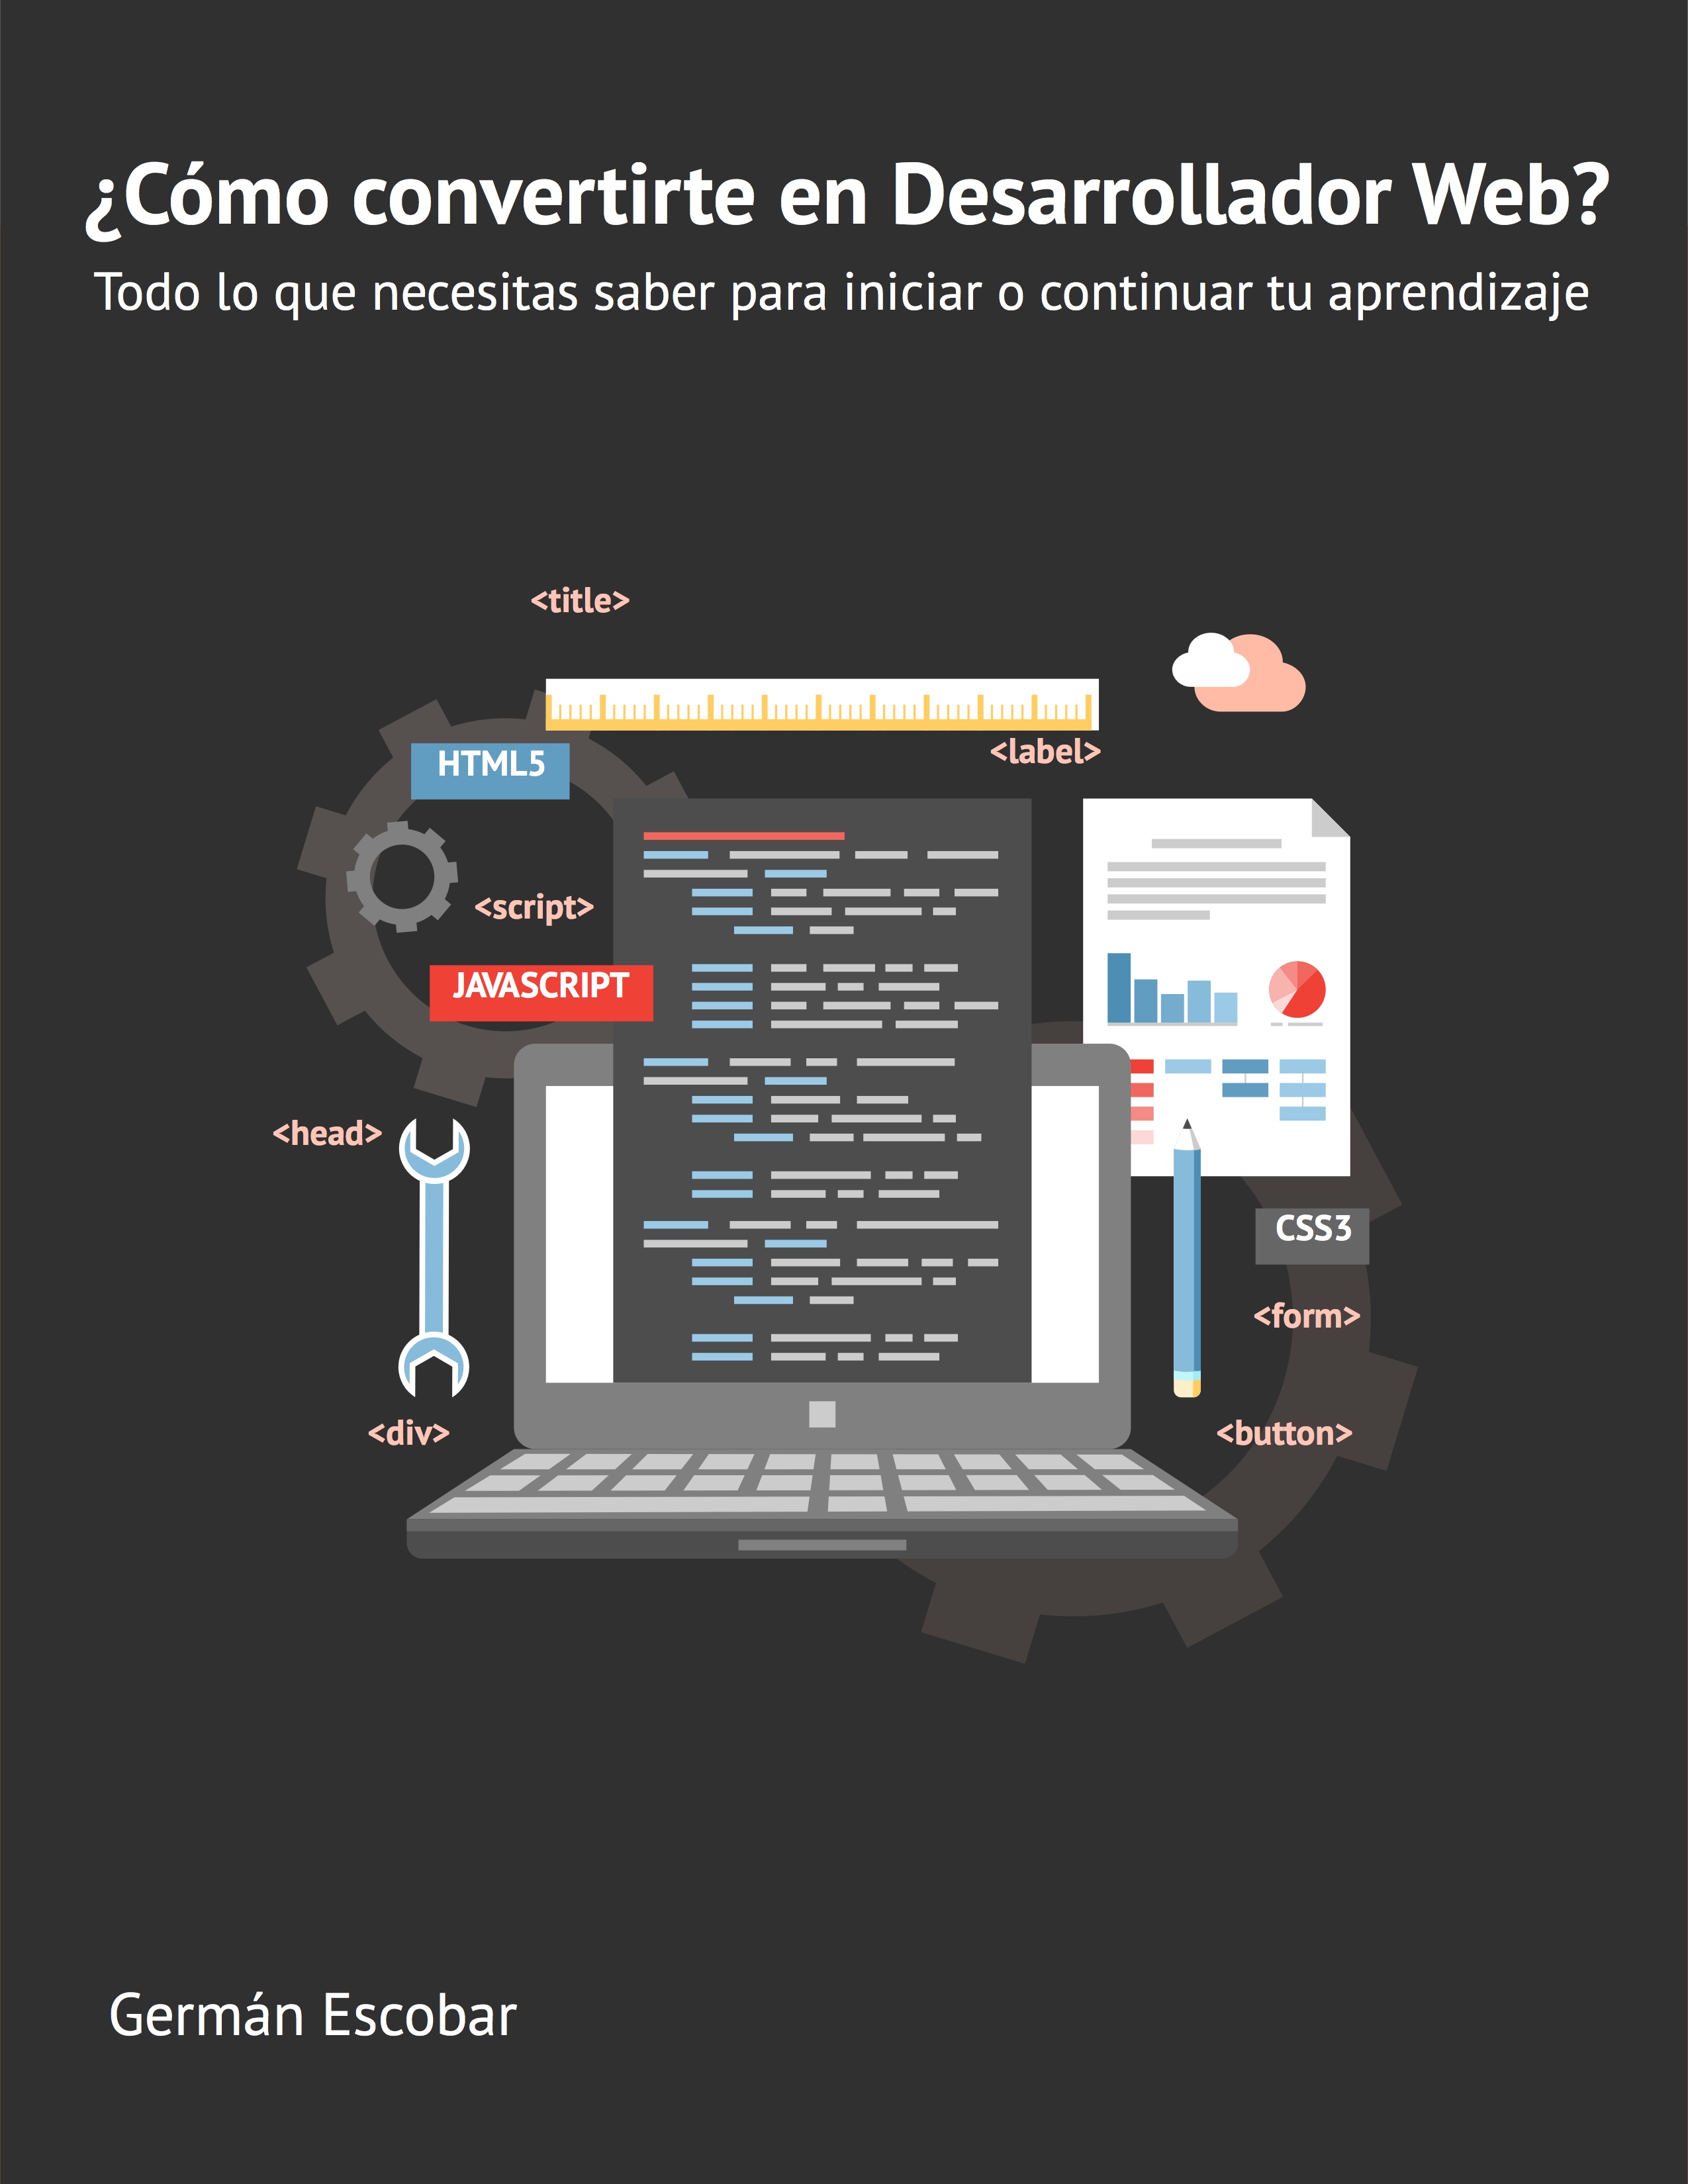 ¿Cómo convertirte en Desarrollador Web?
Todo lo que necesitas saber para iniciar o continuar tu aprendizaje
<title>
<label>
HTML5
<script>
JAVASCRIPT
<head>
CSS3
<form>
<div>
<button>
Germán Escobar